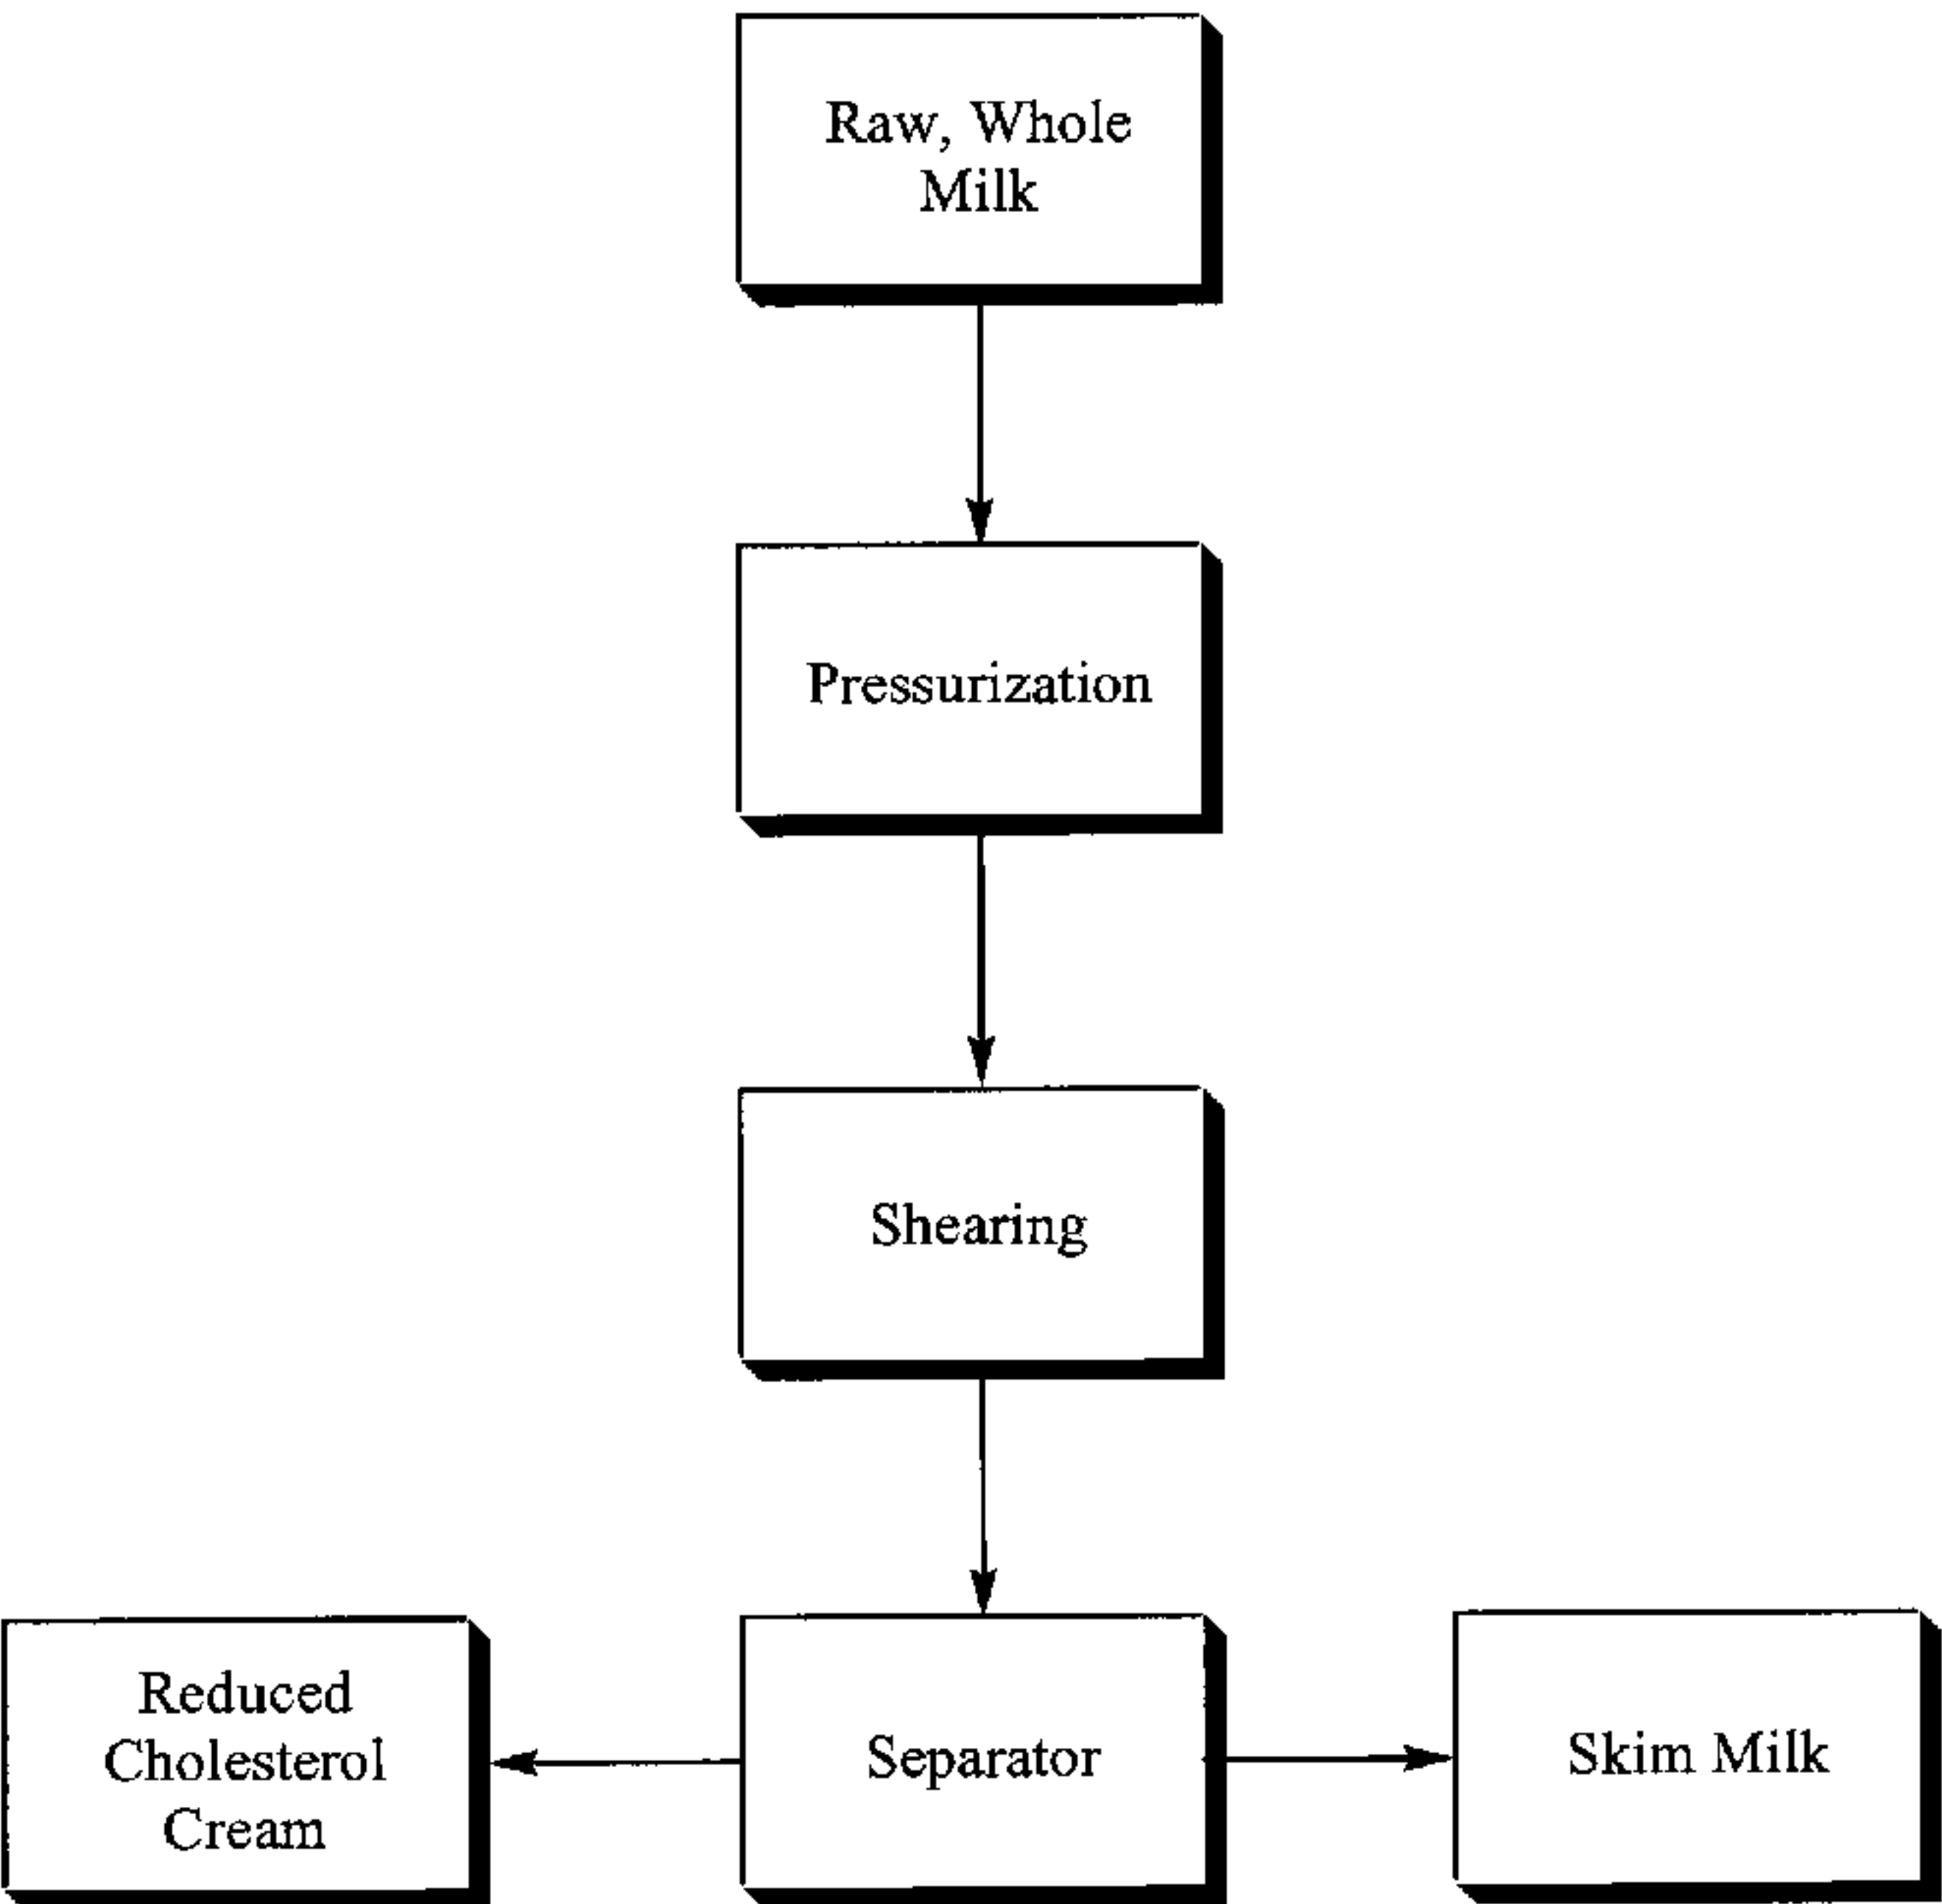 Raw, Whole
Milk
Pressurization
Shearing
Reduced
Cholesterol
Cream
Separator
Skim Milk